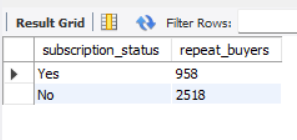 Result Grid Filter Rows:
subscription_status repeat_buyers
Yes 958
No 2518